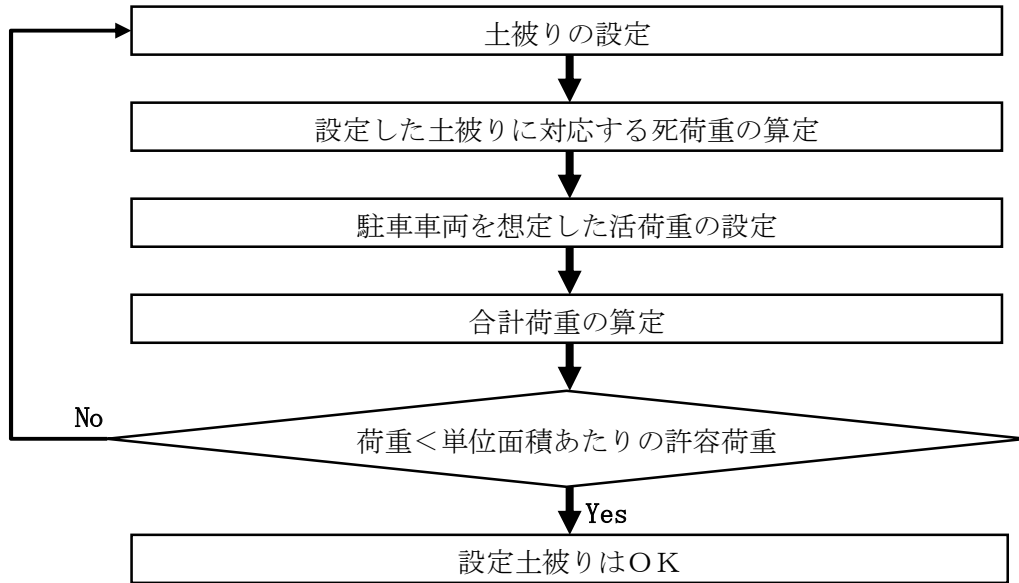 土被りの設定
設定した土被りに対応する死荷重の算定
駐車車両を想定した活荷重の設定
合計荷重の算定
No
荷重＜単位面積あたりの許容荷重
Yes
設定土被りはＯＫ